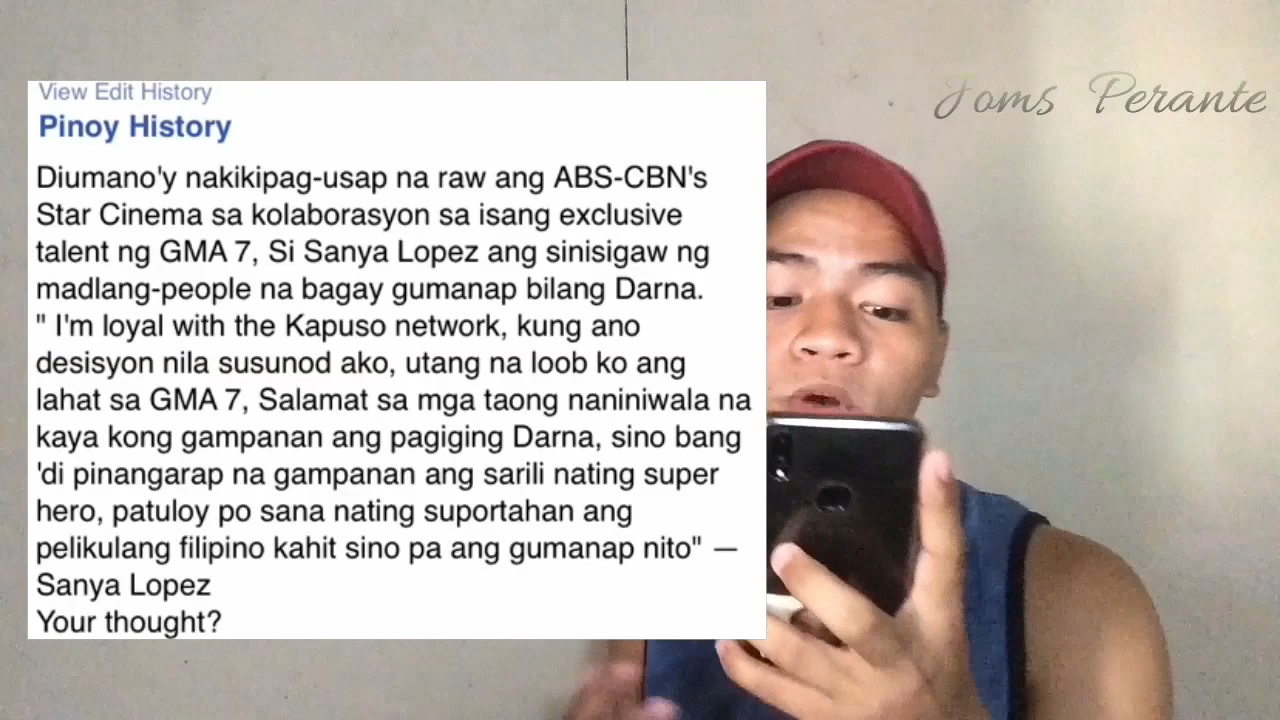 View Edit History
Pinoy History
Diumano'y nakikipag-usap na raw ang ABS-CBN's
Star Cinema sa kolaborasyon sa isang exclusive
talent ng GMA 7, Si Sanya Lopez ang sinisigaw ng
madlang-people na bagay gumanap bilang Darna.
" I'm loyal with the Kapuso network, kung ano
desisyon nila susunod ako, utang na loob ko ang
lahat sa GMA 7, Salamat sa mga taong naniniwala na
kaya kong gampanan ang pagiging Darna, sino bang
'di pinangarap na gampanan ang sarili nating super
hero, patuloy po sana nating suportahan ang
pelikulang filipino kahit sino pa ang gumanap nito" —
Sanya Lopez
Your thought?
Joms Perante